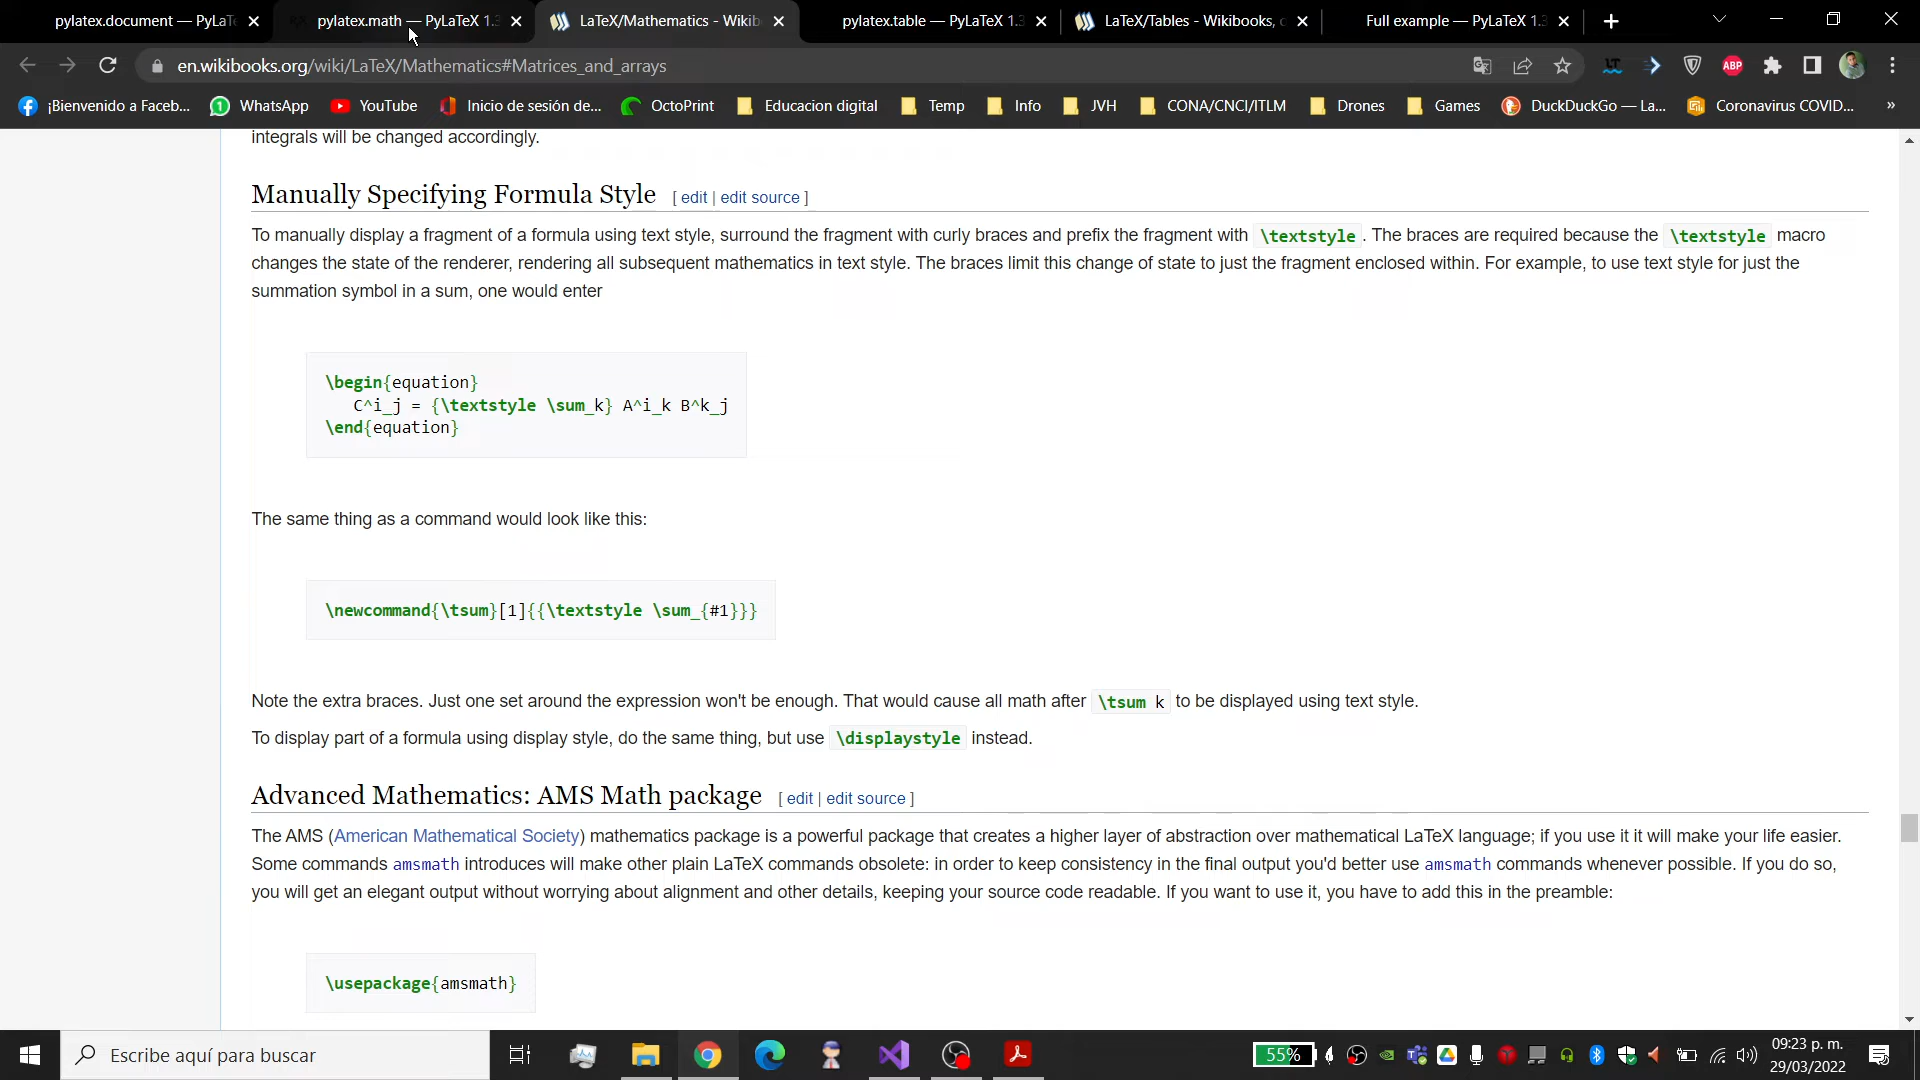 pylatex.document — PyLaT
pylatex.math — PyLaTeX 1.3
LaTeX/Mathematics - Wikib
pylatex.table — PyLaTeX 1.3
LaTeX/Tables - Wikibooks, o
Full example — PyLaTeX 1.3
en.wikibooks.org/wiki/LaTeX/Mathematics#Matrices_and_arrays
¡Bienvenido a Faceb...
WhatsApp
YouTube
Inicio de sesión de...
OctoPrint
Educacion digital
Temp
Info
JVH
CONA/CNCI/ITLM
Drones
Games
DuckDuckGo — La...
Coronavirus COVID...
»
integrals will be changed accordingly.
Manually Specifying Formula Style [ edit | edit source ]
To manually display a fragment of a formula using text style, surround the fragment with curly braces and prefix the fragment with \textstyle. The braces are required because the \textstyle macro
changes the state of the renderer, rendering all subsequent mathematics in text style. The braces limit this change of state to just the fragment enclosed within. For example, to use text style for just the
summation symbol in a sum, one would enter
\begin{equation}
C^i_j = {\textstyle \sum_k} A^i_k B^k_j
\end{equation}
The same thing as a command would look like this:
\newcommand{\tsum}[1]{{\textstyle \sum_{#1}}}
Note the extra braces. Just one set around the expression won't be enough. That would cause all math after \tsum k to be displayed using text style.
To display part of a formula using display style, do the same thing, but use \displaystyle instead.
Advanced Mathematics: AMS Math package [ edit | edit source ]
The AMS (American Mathematical Society) mathematics package is a powerful package that creates a higher layer of abstraction over mathematical LaTeX language; if you use it it will make your life easier.
Some commands amsmath introduces will make other plain LaTeX commands obsolete: in order to keep consistency in the final output you'd better use amsmath commands whenever possible. If you do so,
you will get an elegant output without worrying about alignment and other details, keeping your source code readable. If you want to use it, you have to add this in the preamble:
\usepackage{amsmath}
Escribe aquí para buscar
55%
09:23 p. m.
29/03/2022